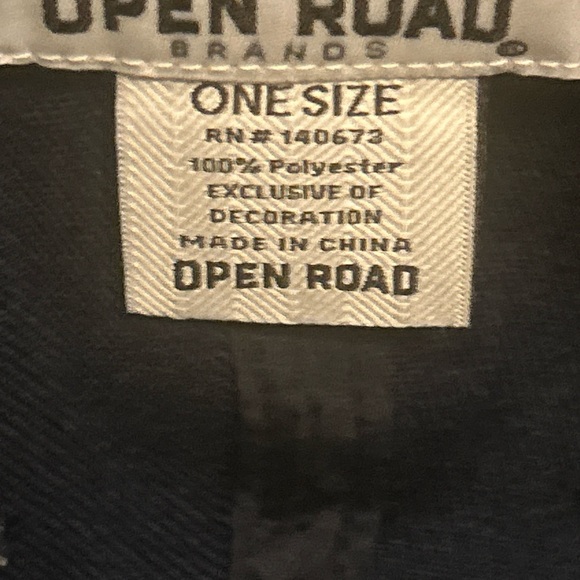 OPEN ROAD
BRANDS
ONE SIZE
RN# 140673
100% Polyester
EXCLUSIVE OF
DECORATION
MADE IN CHINA
OPEN ROAD